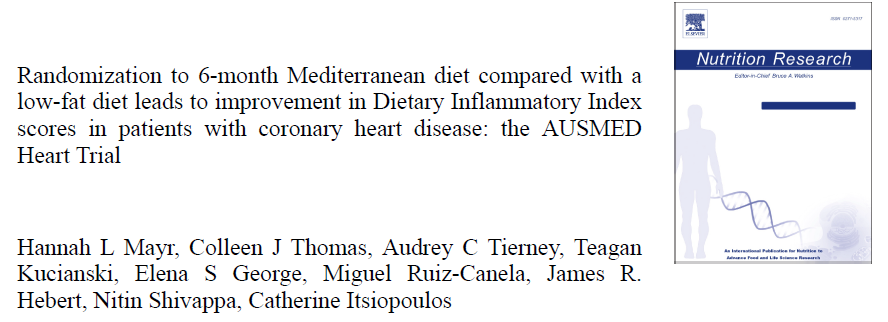 Randomization to 6-month Mediterranean diet compared with a
low-fat diet leads to improvement in Dietary Inflammatory Index
scores in patients with coronary heart disease: the AUSMED
Heart Trial
Hannah L Mayr, Colleen J Thomas, Audrey C Tierney, Teagan
Kucianski, Elena S George, Miguel Ruiz-Canela, James R.
Hebert, Nitin Shivappa, Catherine Itsiopoulos
ELSEVIER
Nutrition Research
Editor-in-Chief Bruce A. Watkins
An International Publication for Nutrition to
Advance Food and Life Science Research